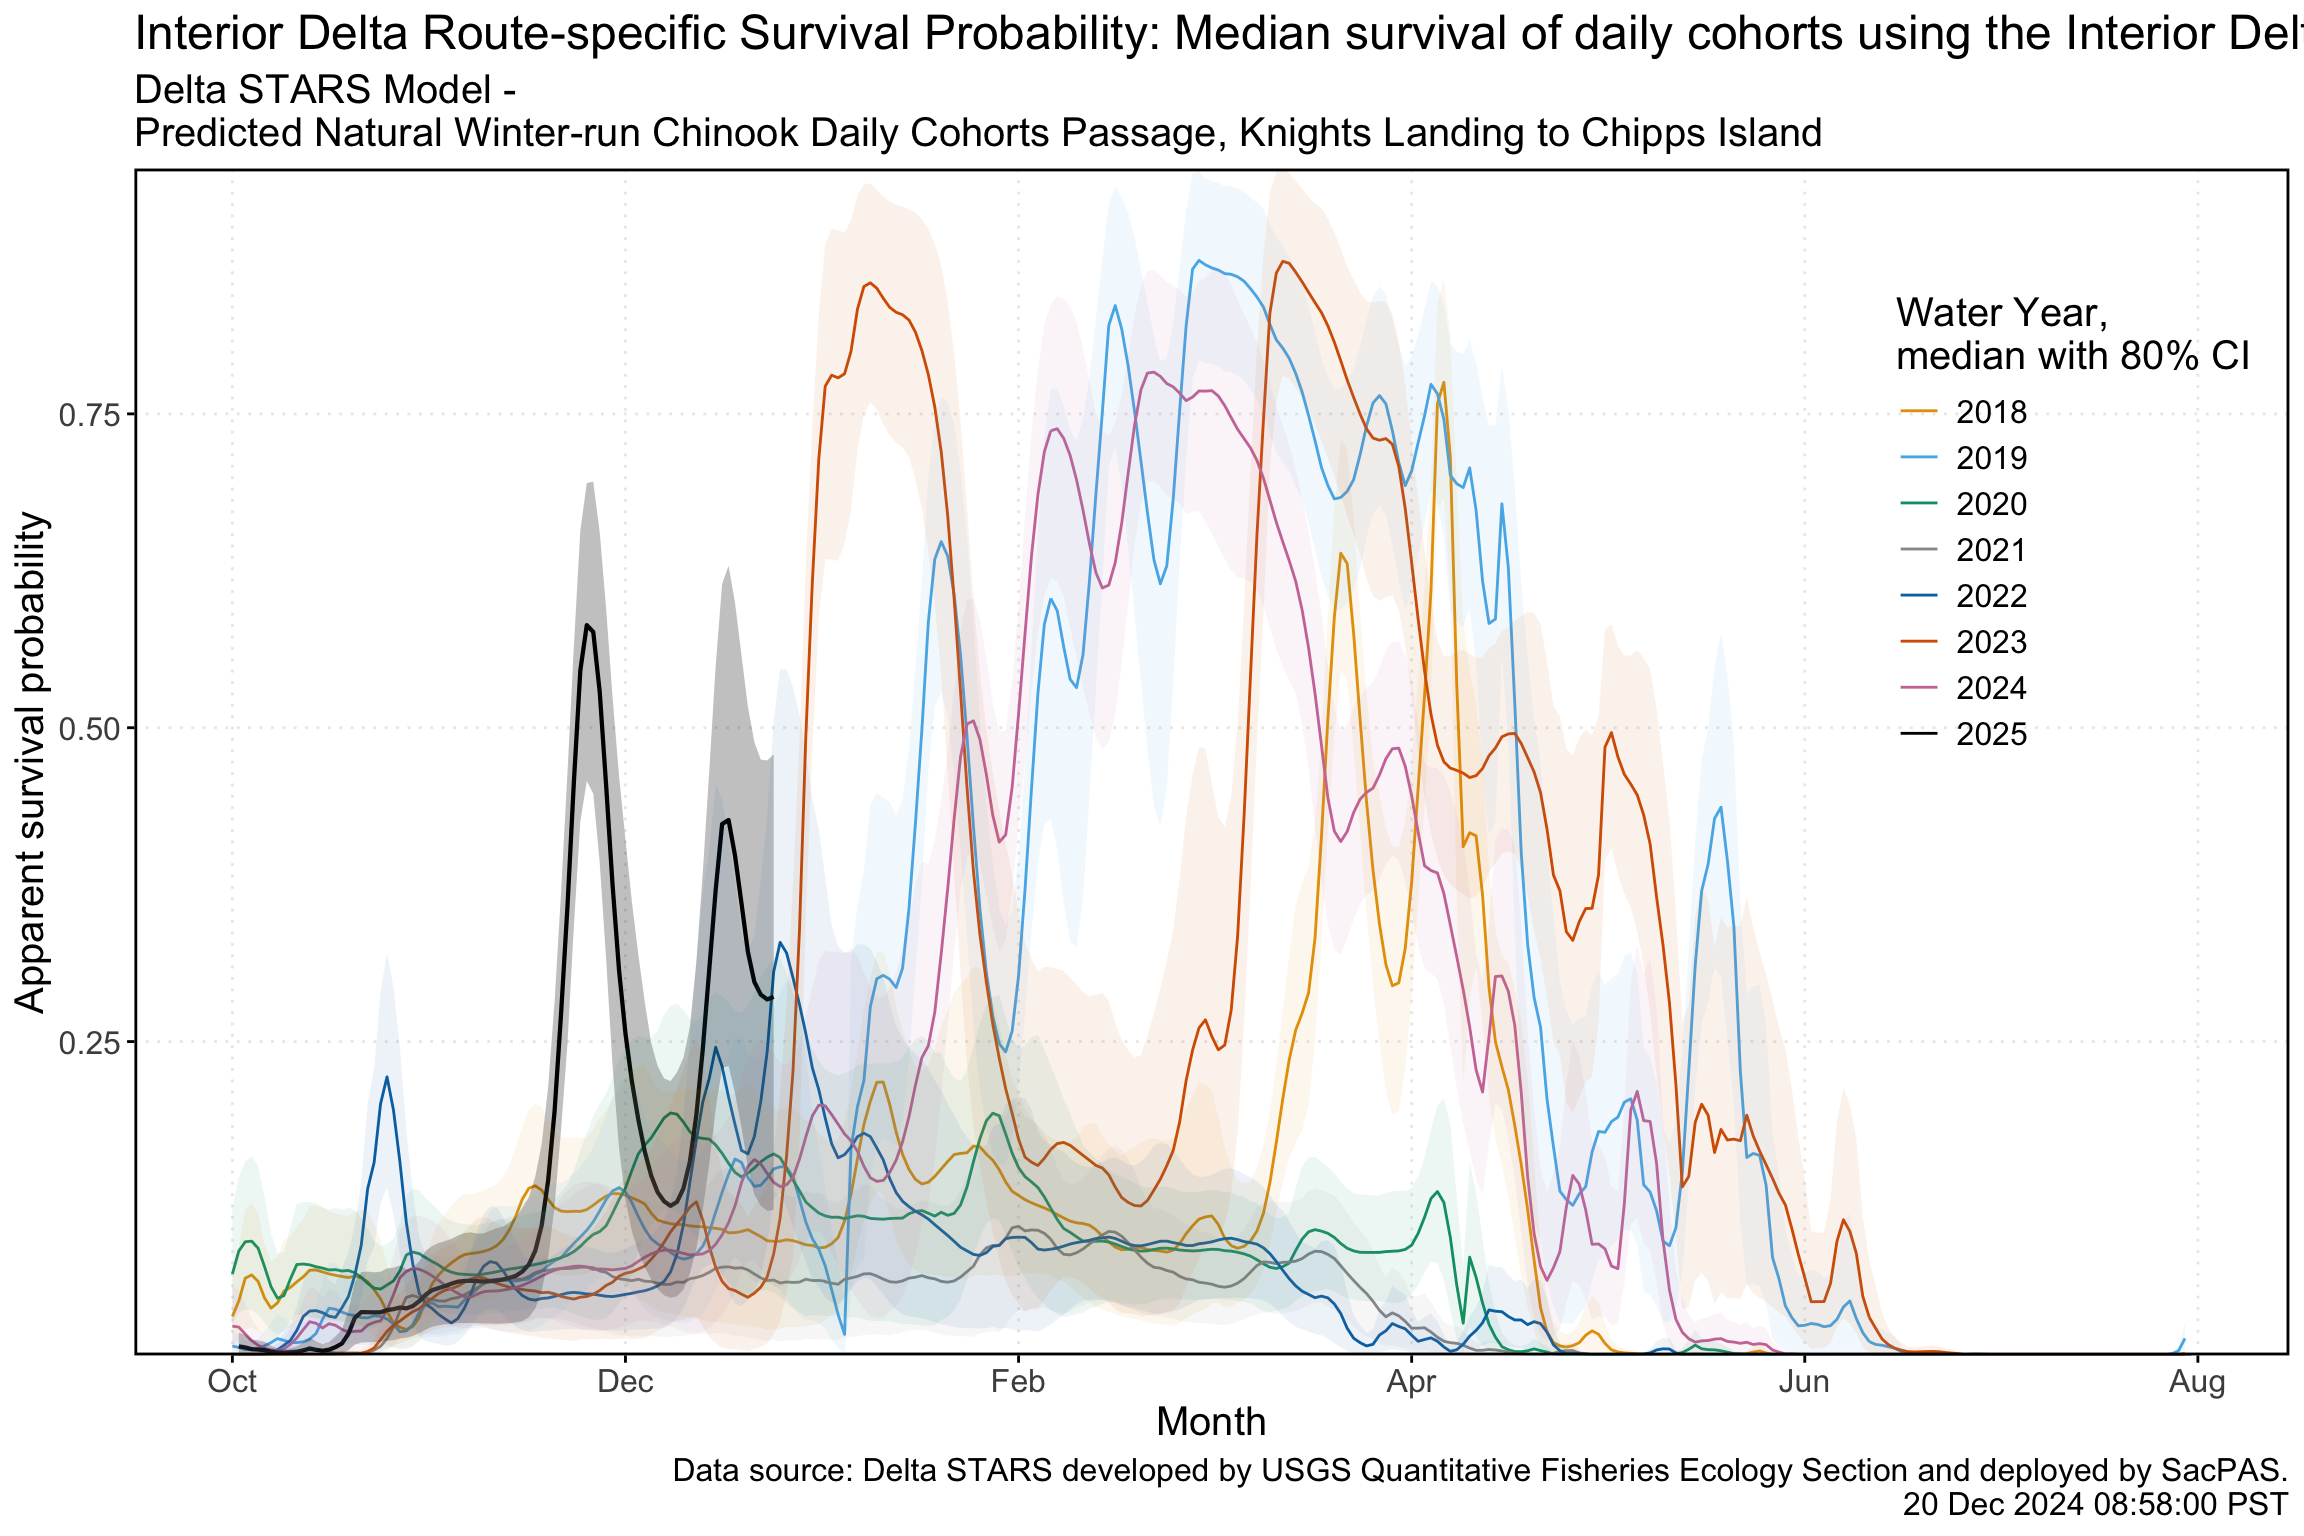 Interior Delta Route-specific Survival Probability: Median survival of daily cohorts using the Interior Del
Delta STARS Model -
Predicted Natural Winter-run Chinook Daily Cohorts Passage, Knights Landing to Chipps Island
Apparent survival probability
0.75
0.50
0.25
Water Year,
median with 80% CI
2018
2019
2020
2021
2022
2023
2024
2025
Oct
Dec
Feb
Apr
Jun
Aug
Month
Data source: Delta STARS developed by USGS Quantitative Fisheries Ecology Section and deployed by SacPAS.
20 Dec 2024 08:58:00 PST